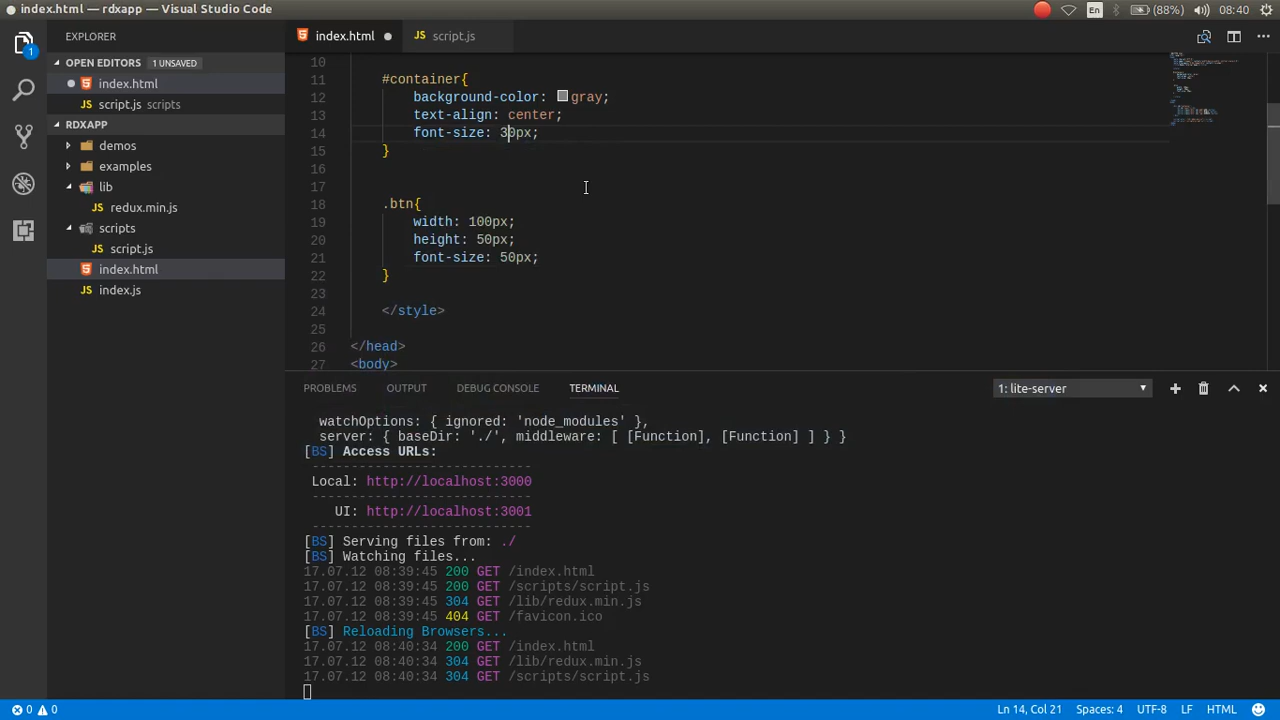 index.html — rdxapp — Visual Studio Code
En
(88%)
08:40
EXPLORER
OPEN EDITORS 1 UNSAVED
index.html
JS script.js scripts
RDXAPP
demos
examples
lib
JS redux.min.js
scripts
JS script.js
index.html
JS index.js
1
index.html
JS script.js
10
11 #container{
12 background-color: gray;
13 text-align: center;
14 font-size: 30px;
15 }
16
17
18 .btn{
19 width: 100px;
20 height: 50px;
21 font-size: 50px;
22 }
23
24 </style>
25
26 </head>
27 <body>
PROBLEMS OUTPUT DEBUG CONSOLE TERMINAL 1: lite-server
watchOptions: { ignored: 'node_modules' },
server: { baseDir: './', middleware: [ [Function], [Function] ] } }
[BS] Access URLs:
----------------------------
Local: http://localhost:3000
----------------------------
UI: http://localhost:3001
----------------------------
[BS] Serving files from: ./
[BS] Watching files...
17.07.12 08:39:45 200 GET /index.html
17.07.12 08:39:45 200 GET /scripts/script.js
17.07.12 08:39:45 304 GET /lib/redux.min.js
17.07.12 08:39:45 404 GET /favicon.ico
[BS] Reloading Browsers...
17.07.12 08:40:34 200 GET /index.html
17.07.12 08:40:34 304 GET /lib/redux.min.js
17.07.12 08:40:34 304 GET /scripts/script.js
0 0
Ln 14, Col 21 Spaces: 4 UTF-8 LF HTML